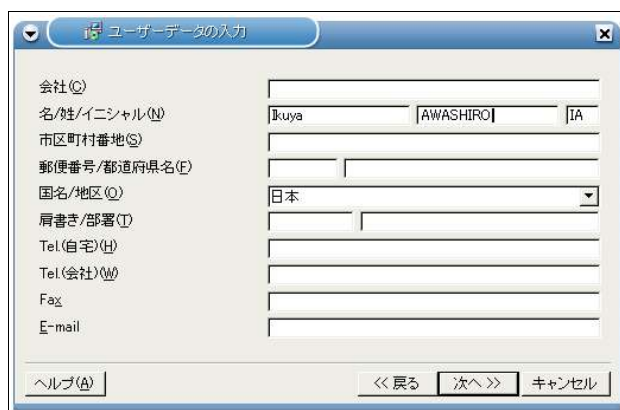 ユーザーデータの入力
会社(C)
名/姓/イニシャル(N) Ikuya AWASHIRO IA
市区町村番地(S)
郵便番号/都道府県名(F)
国名/地区(O) 日本
肩書き/部署(T)
Tel.(自宅)(H)
Tel.(会社)(W)
Fax
E-mail
ヘルプ(A) << 戻る 次へ >> キャンセル